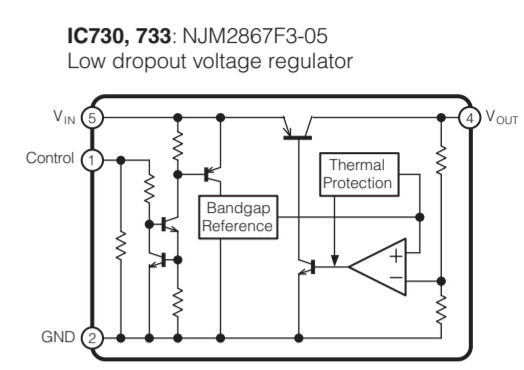 IC730, 733: NJM2867F3-05
Low dropout voltage regulator
VIN 5
4 VOUT
Control 1
Thermal
Protection
Bandgap
Reference
+
−
GND 2